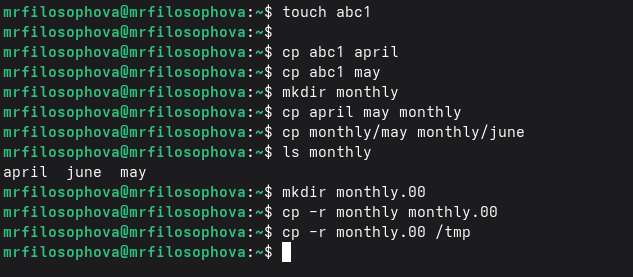 mrfilosophova@mrfilosophova:~$ touch abc1
mrfilosophova@mrfilosophova:~$
mrfilosophova@mrfilosophova:~$ cp abc1 april
mrfilosophova@mrfilosophova:~$ cp abc1 may
mrfilosophova@mrfilosophova:~$ mkdir monthly
mrfilosophova@mrfilosophova:~$ cp april may monthly
mrfilosophova@mrfilosophova:~$ cp monthly/may monthly/june
mrfilosophova@mrfilosophova:~$ ls monthly
april  june  may
mrfilosophova@mrfilosophova:~$ mkdir monthly.00
mrfilosophova@mrfilosophova:~$ cp -r monthly monthly.00
mrfilosophova@mrfilosophova:~$ cp -r monthly.00 /tmp
mrfilosophova@mrfilosophova:~$